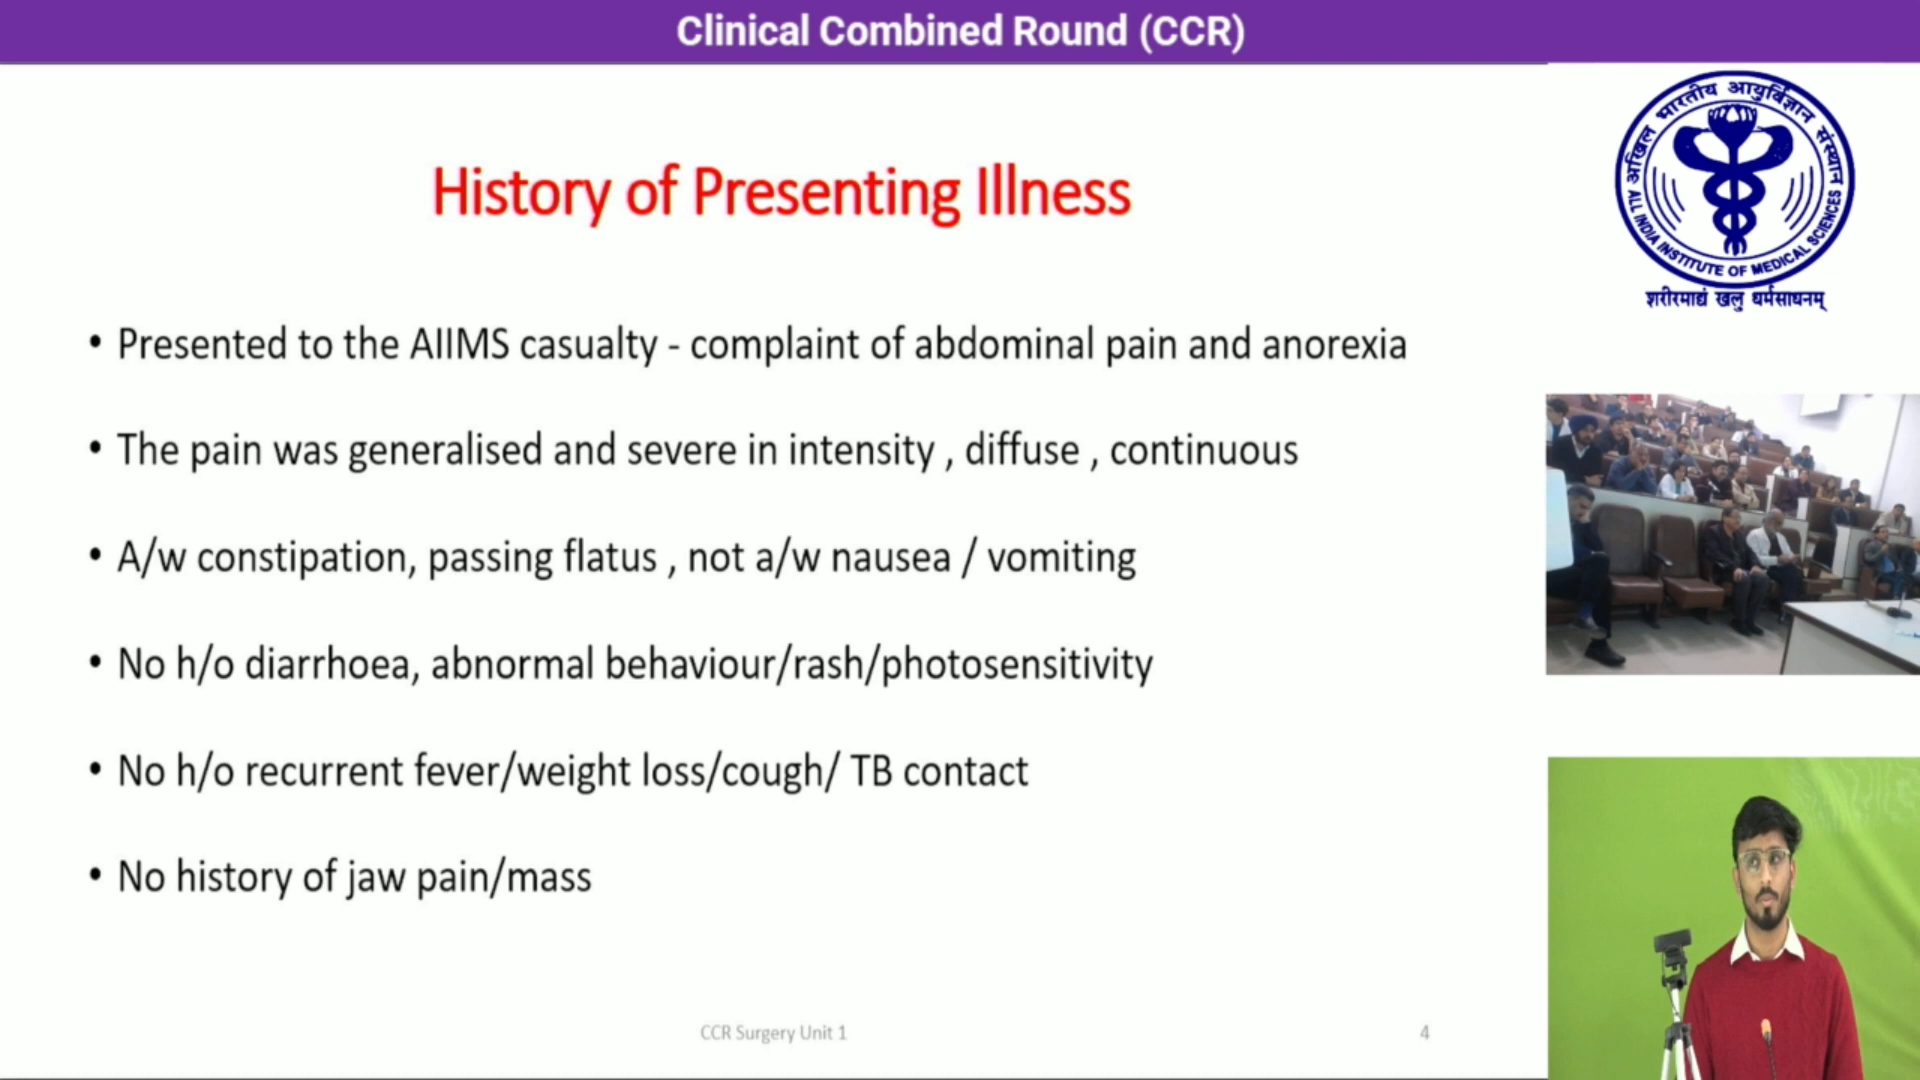 Clinical Combined Round (CCR)
History of Presenting Illness
• Presented to the AIIMS casualty - complaint of abdominal pain and anorexia
• The pain was generalised and severe in intensity , diffuse , continuous
• A/w constipation, passing flatus , not a/w nausea / vomiting
• No h/o diarrhoea, abnormal behaviour/rash/photosensitivity
• No h/o recurrent fever/weight loss/cough/ TB contact
• No history of jaw pain/mass
CCR Surgery Unit 1
4
अखिल भारतीय आयुर्विज्ञान संस्थान
ALL INDIA INSTITUTE OF MEDICAL SCIENCES
शरीरमाद्यं खलु धर्मसाधनम्